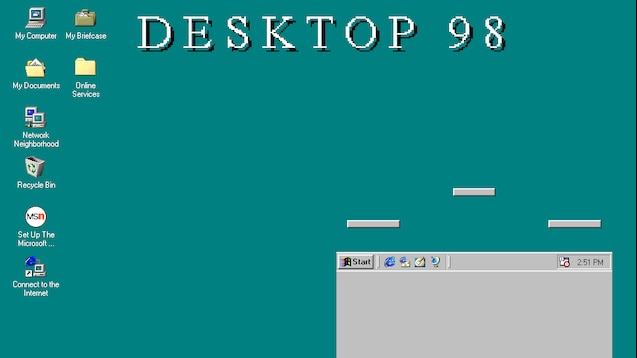 DESKTOP 98
My Computer
My Briefcase
My Documents
Online
Services
Network
Neighborhood
Recycle Bin
MSN
Set Up The
Microsoft ...
Connect to the
Internet
Start
2:51 PM